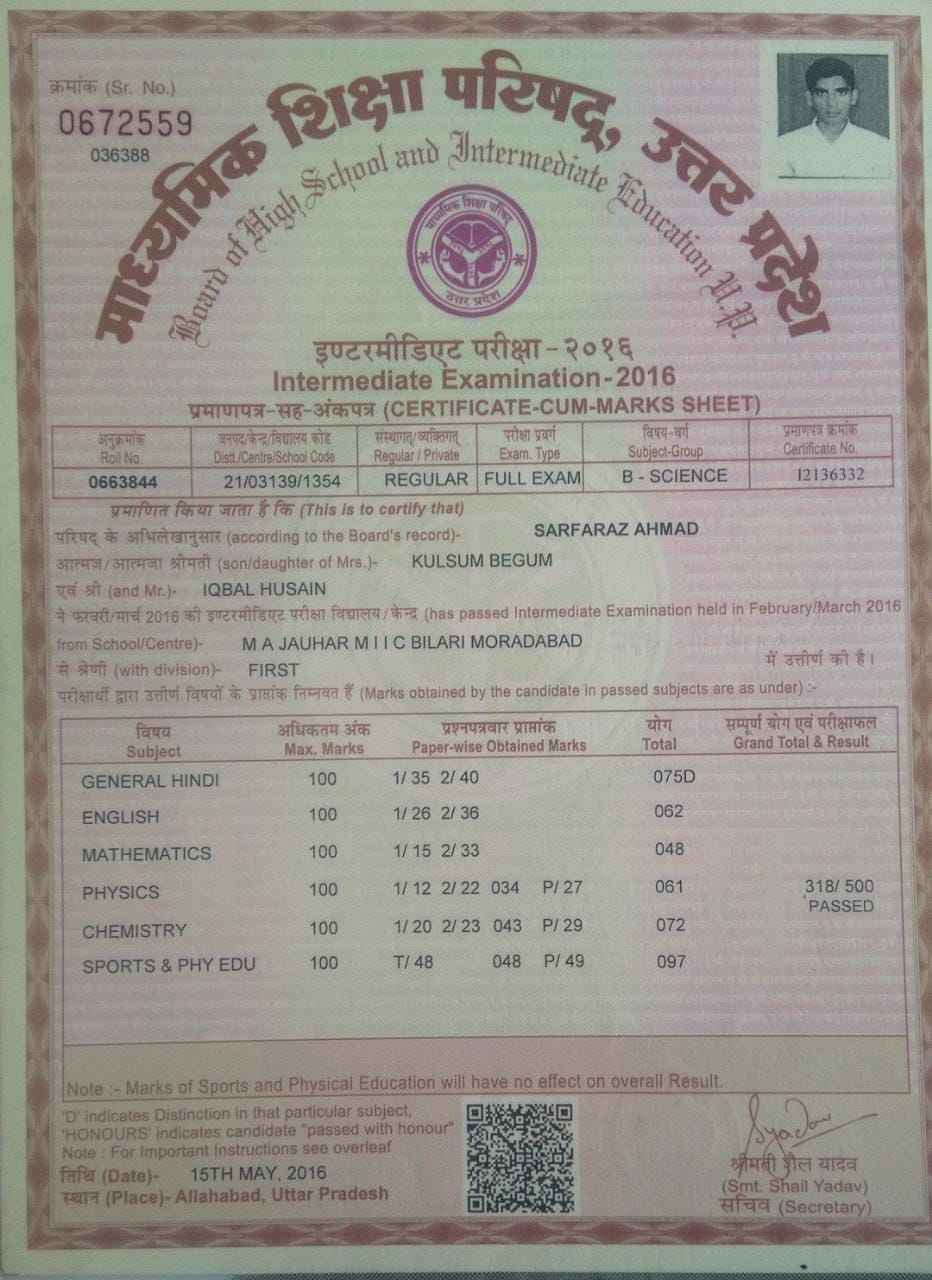 क्रमांक (Sr. No.)
0672559
036388
माध्यमिक शिक्षा परिषद्, उत्तर प्रदेश
Board of High School and Intermediate Education U.P.
माध्यमिक शिक्षा परिषद्
उत्तर प्रदेश
इण्टरमीडिएट परीक्षा-२०१६
Intermediate Examination-2016
प्रमाणपत्र-सह-अंकपत्र (CERTIFICATE-CUM-MARKS SHEET)
अनुक्रमांक जनपद/केन्द्र/विद्यालय कोड संस्थागत/व्यक्तिगत् परीक्षा प्रवर्ग विषय-वर्ग प्रमाणपत्र क्रमांक
Roll No. Distt./Centre/School Code Regular / Private Exam. Type Subject-Group Certificate No.
0663844 21/03139/1354 REGULAR FULL EXAM B - SCIENCE 12136332
प्रमाणित किया जाता है कि (This is to certify that)
परिषद् के अभिलेखानुसार (according to the Board's record)- SARFARAZ AHMAD
आत्मज/आत्मजा श्रीमती (son/daughter of Mrs.)- KULSUM BEGUM
एवं श्री (and Mr.)- IQBAL HUSAIN
ने फरवरी/मार्च 2016 की इण्टरमीडिएट परीक्षा विद्यालय/केन्द्र (has passed Intermediate Examination held in February/March 2016
from School/Centre)- M A JAUHAR M I I C BILARI MORADABAD
से श्रेणी (with division)- FIRST में उत्तीर्ण की है।
परीक्षार्थी द्वारा उत्तीर्ण विषयों के प्राप्तांक निम्नवत हैं (Marks obtained by the candidate in passed subjects are as under) :-
विषय अधिकतम अंक प्रश्नपत्रवार प्राप्तांक योग सम्पूर्ण योग एवं परीक्षाफल
Subject Max. Marks Paper-wise Obtained Marks Total Grand Total & Result
GENERAL HINDI 100 1/ 35 2/ 40 075D
ENGLISH 100 1/ 26 2/ 36 062
MATHEMATICS 100 1/ 15 2/ 33 048
PHYSICS 100 1/ 12 2/ 22 034 P/ 27 061 318/ 500
PASSED
CHEMISTRY 100 1/ 20 2/ 23 043 P/ 29 072
SPORTS & PHY EDU 100 T/ 48 048 P/ 49 097
Note :- Marks of Sports and Physical Education will have no effect on overall Result.
'D' indicates Distinction in that particular subject,
'HONOURS' indicates candidate "passed with honour"
Note : For Important Instructions see overleaf
तिथि (Date)- 15TH MAY, 2016
स्थान (Place)- Allahabad, Uttar Pradesh
Syadav
श्रीमती शैल यादव
(Smt. Shail Yadav)
सचिव (Secretary)